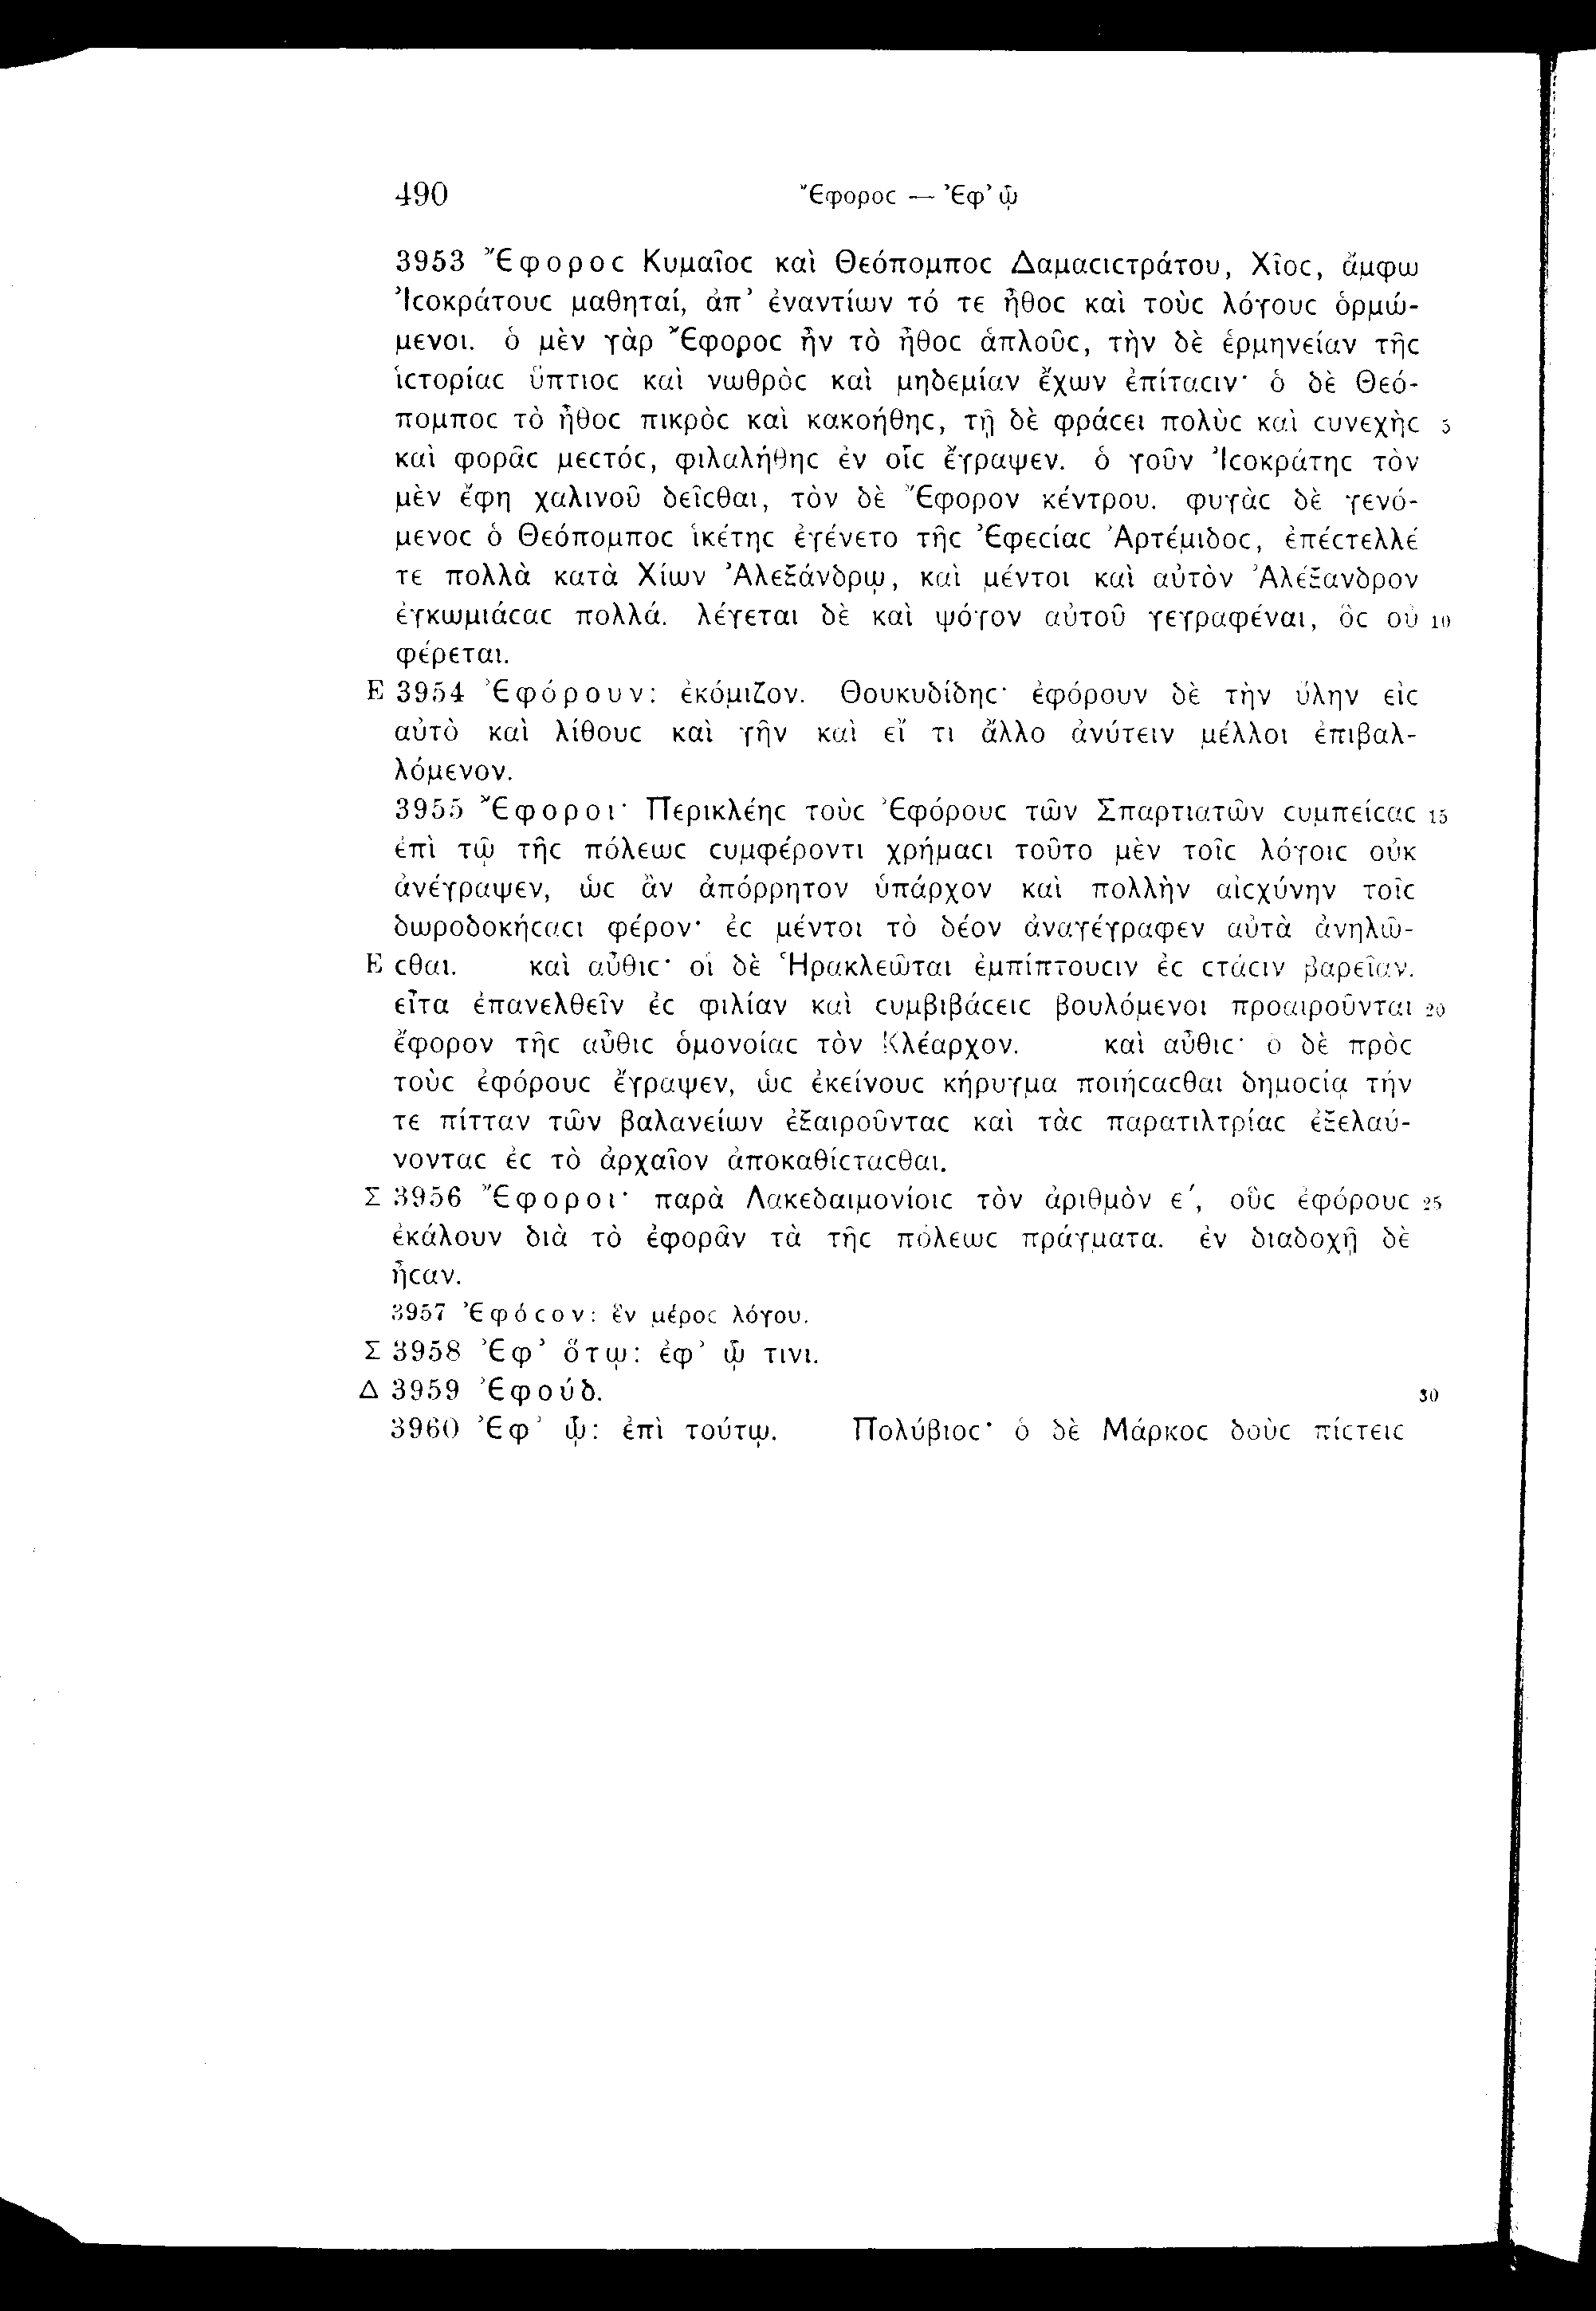 490 Ἔφοροϲ — Ἐφ’ ᾧ
3953 Ἔφοροϲ Κυμαῖοϲ καὶ Θεόπομποϲ Δαμαϲιϲτράτου, Χῖοϲ, ἄμφω
Ἰϲοκράτουϲ μαθηταί, ἀπ’ ἐναντίων τό τε ἦθοϲ καὶ τοὺϲ λόγουϲ ὁρμώ-
μενοι. ὁ μὲν γὰρ Ἔφοροϲ ἦν τὸ ἦθοϲ ἁπλοῦϲ, τὴν δὲ ἑρμηνείαν τῆϲ
ἱϲτορίαϲ ὕπτιοϲ καὶ νωθρὸϲ καὶ μηδεμίαν ἔχων ἐπίταϲιν· ὁ δὲ Θεό-
πομποϲ τὸ ἦθοϲ πικρὸϲ καὶ κακοήθηϲ, τῇ δὲ φράϲει πολὺϲ καὶ ϲυνεχὴϲ 5
καὶ φορᾶϲ μεϲτόϲ, φιλαλήθηϲ ἐν οἷϲ ἔγραψεν. ὁ γοῦν Ἰϲοκράτηϲ τὸν
μὲν ἔφη χαλινοῦ δεῖϲθαι, τὸν δὲ Ἔφορον κέντρου. φυγὰϲ δὲ γενό-
μενοϲ ὁ Θεόπομποϲ ἱκέτηϲ ἐγένετο τῆϲ Ἐφεϲίαϲ Ἀρτέμιδοϲ, ἐπέϲτελλέ
τε πολλὰ κατὰ Χίων Ἀλεξάνδρῳ, καὶ μέντοι καὶ αὐτὸν Ἀλέξανδρον
ἐγκωμιάϲαϲ πολλά. λέγεται δὲ καὶ ψόγον αὐτοῦ γεγραφέναι, ὃϲ οὐ 10
φέρεται.
E 3954 Ἐφόρουν: ἐκόμιζον. Θουκυδίδηϲ· ἐφόρουν δὲ τὴν ὕλην εἰϲ
αὐτὸ καὶ λίθουϲ καὶ γῆν καὶ εἴ τι ἄλλο ἀνύτειν μέλλοι ἐπιβαλ-
λόμενον.
3955 Ἔφοροι· Περικλέηϲ τοὺϲ Ἐφόρουϲ τῶν Σπαρτιατῶν ϲυμπείϲαϲ 15
ἐπὶ τῷ τῆϲ πόλεωϲ ϲυμφέροντι χρήμαϲι τοῦτο μὲν τοῖϲ λόγοιϲ οὐκ
ἀνέγραψεν, ὡϲ ἂν ἀπόρρητον ὑπάρχον καὶ πολλὴν αἰϲχύνην τοῖϲ
δωροδοκήϲαϲι φέρον· ἐϲ μέντοι τὸ δέον ἀναγέγραφεν αὐτὰ ἀνηλῶ-
E ϲθαι. καὶ αὖθιϲ· οἱ δὲ Ἡρακλεῶται ἐμπίπτουϲιν ἐϲ ϲτάϲιν βαρεῖαν.
εἶτα ἐπανελθεῖν ἐϲ φιλίαν καὶ ϲυμβιβάϲειϲ βουλόμενοι προαιροῦνται 20
ἔφορον τῆϲ αὖθιϲ ὁμονοίαϲ τὸν Κλέαρχον. καὶ αὖθιϲ· ὁ δὲ πρὸϲ
τοὺϲ ἐφόρουϲ ἔγραψεν, ὡϲ ἐκείνουϲ κήρυγμα ποιήϲαϲθαι δημοϲίᾳ τήν
τε πίτταν τῶν βαλανείων ἐξαιροῦνταϲ καὶ τὰϲ παρατιλτρίαϲ ἐξελαύ-
νονταϲ ἐϲ τὸ ἀρχαῖον ἀποκαθίϲταϲθαι.
Σ 3956 Ἔφοροι· παρὰ Λακεδαιμονίοιϲ τὸν ἀριθμὸν ε′, οὓϲ ἐφόρουϲ 25
ἐκάλουν διὰ τὸ ἐφορᾶν τὰ τῆϲ πόλεωϲ πράγματα. ἐν διαδοχῇ δὲ
ἦϲαν.
3957 Ἐφόϲον: ἓν μέροϲ λόγου.
Σ 3958 Ἐφ’ ὅτῳ: ἐφ’ ᾧ τινι.
Δ 3959 Ἐφούδ. 30
3960 Ἐφ’ ᾧ: ἐπὶ τούτῳ. Πολύβιοϲ· ὁ δὲ Μάρκοϲ δοὺϲ πίϲτειϲ